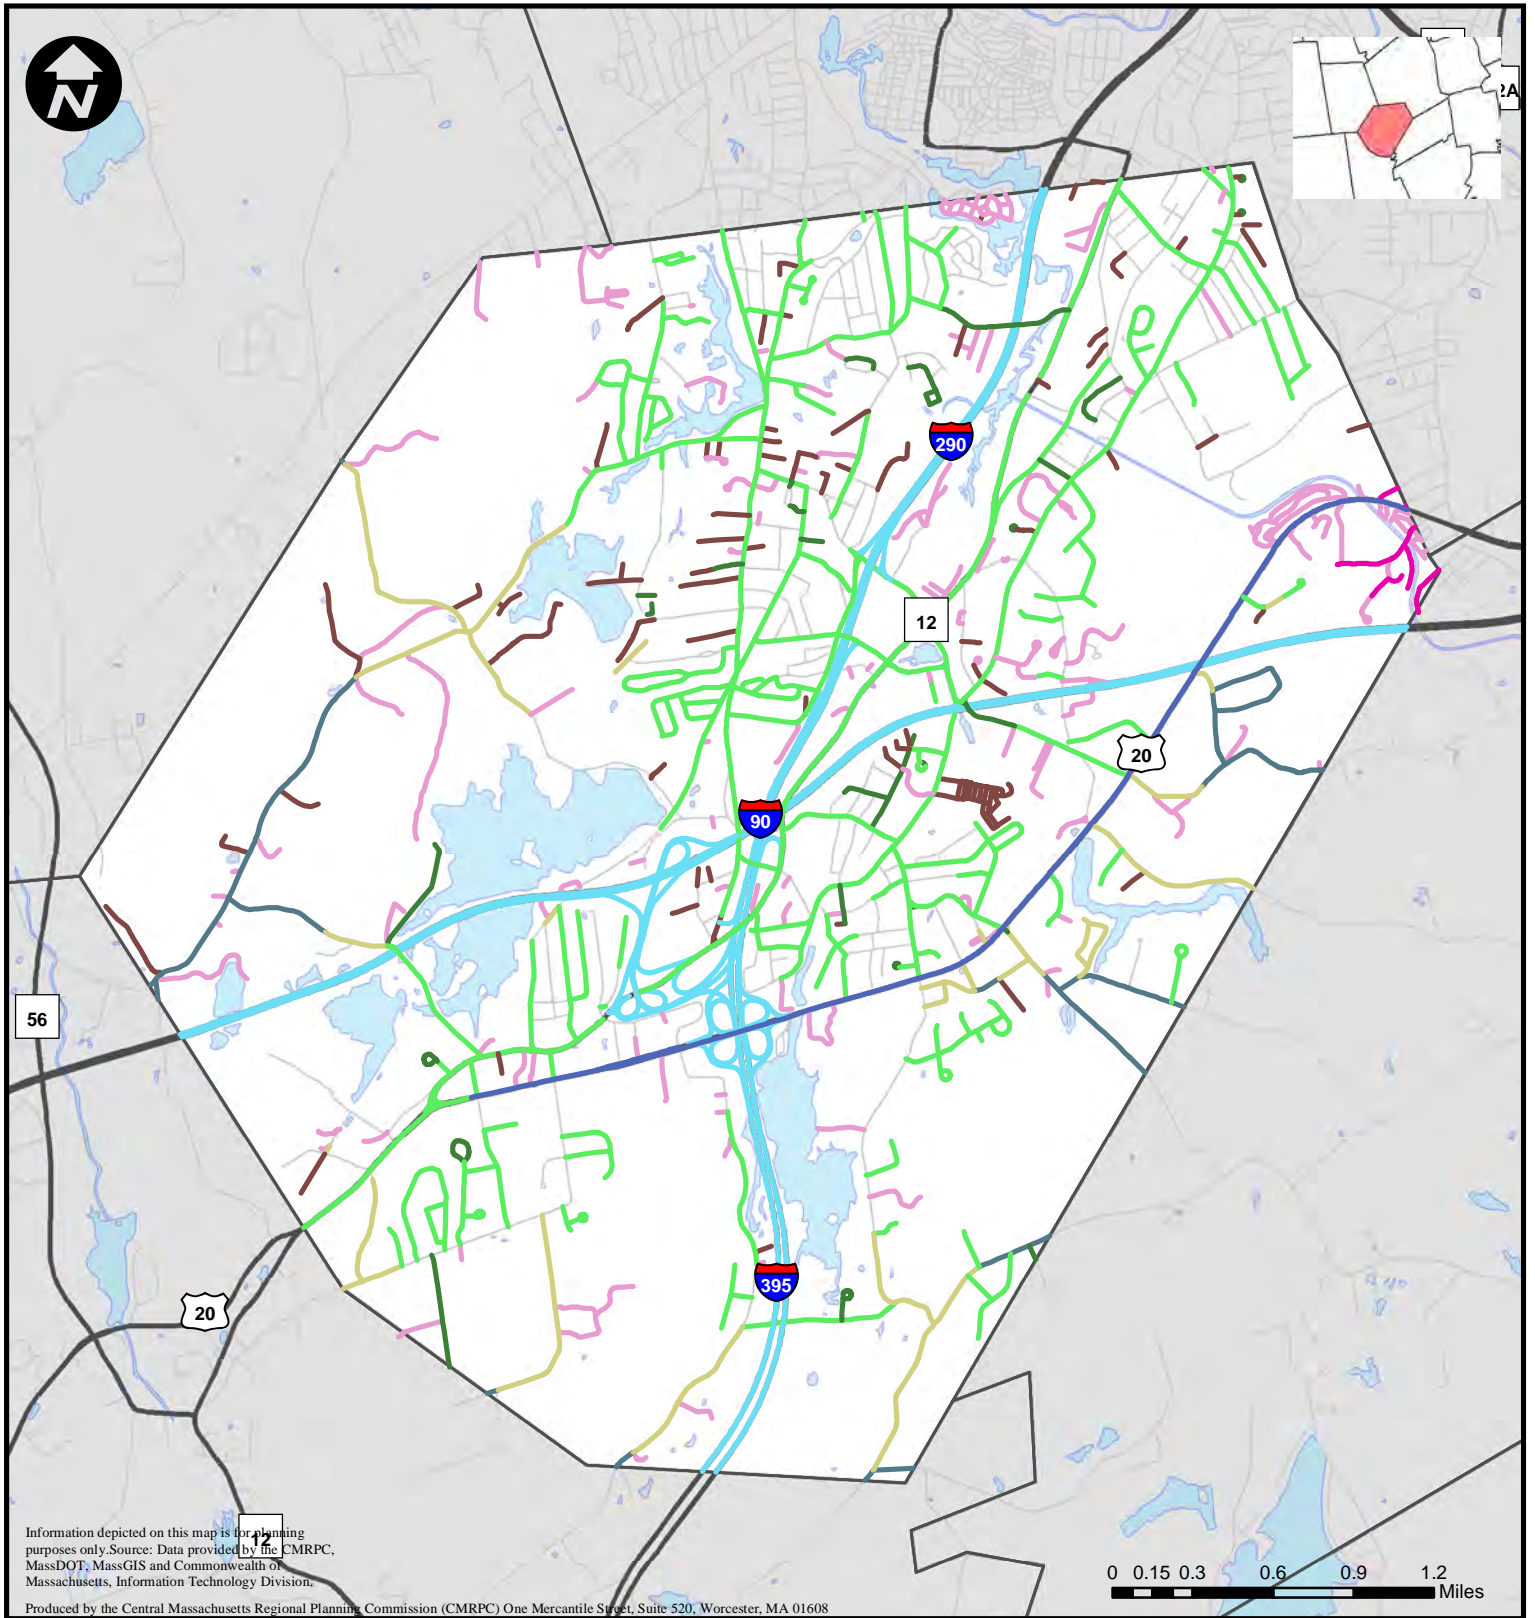 N
2A
290
12
20
90
56
395
20
12
Information depicted on this map is for planning
purposes only.Source: Data provided by the CMRPC,
MassDOT, MassGIS and Commonwealth of
Massachusetts, Information Technology Division.
Produced by the Central Massachusetts Regional Planning Commission (CMRPC) One Mercantile Street, Suite 520, Worcester, MA 01608
0 0.15 0.3 0.6 0.9 1.2
Miles